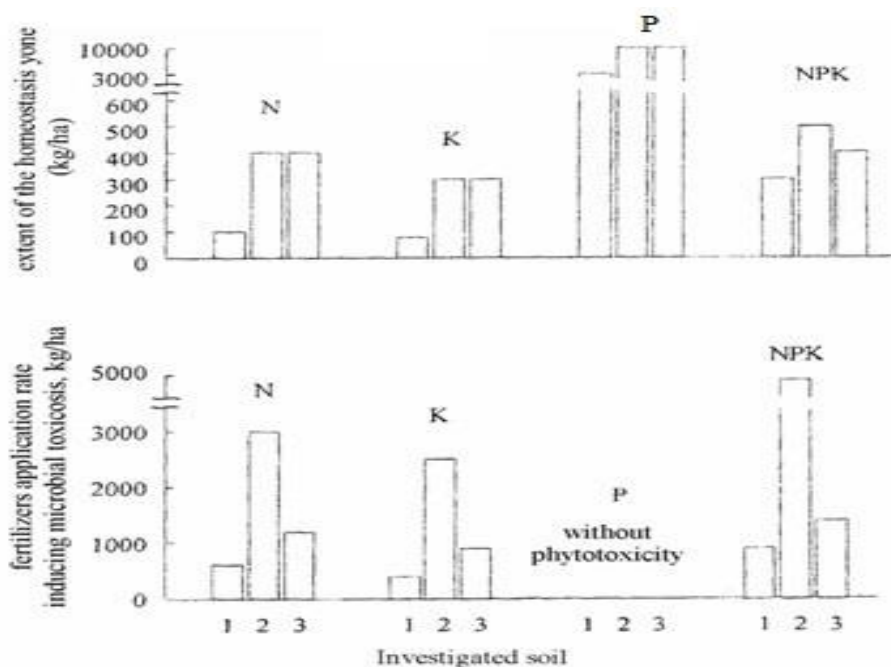 extent of the homeostasis yone
(kg/ha)
10000
3000
600
400
300
200
100
0
N
K
P
NPK
fertilizers application rate
inducing microbial toxicosis, kg/ha
5000
3000
2000
1000
0
N
K
P
without
phytotoxicity
NPK
1 2 3
1 2 3
1 2 3
1 2 3
Investigated soil